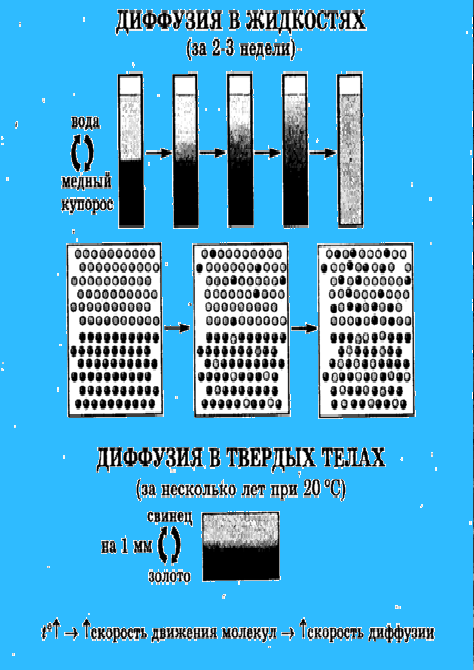 ДИФФУЗИЯ В ЖИДКОСТЯХ
(за 2-3 недели)
вода
медный
купорос
ДИФФУЗИЯ В ТВЕРДЫХ ТЕЛАХ
(за несколько лет при 20 °С)
свинец
на 1 мм
золото
t°↑ → ↑скорость движения молекул → ↑скорость диффузии